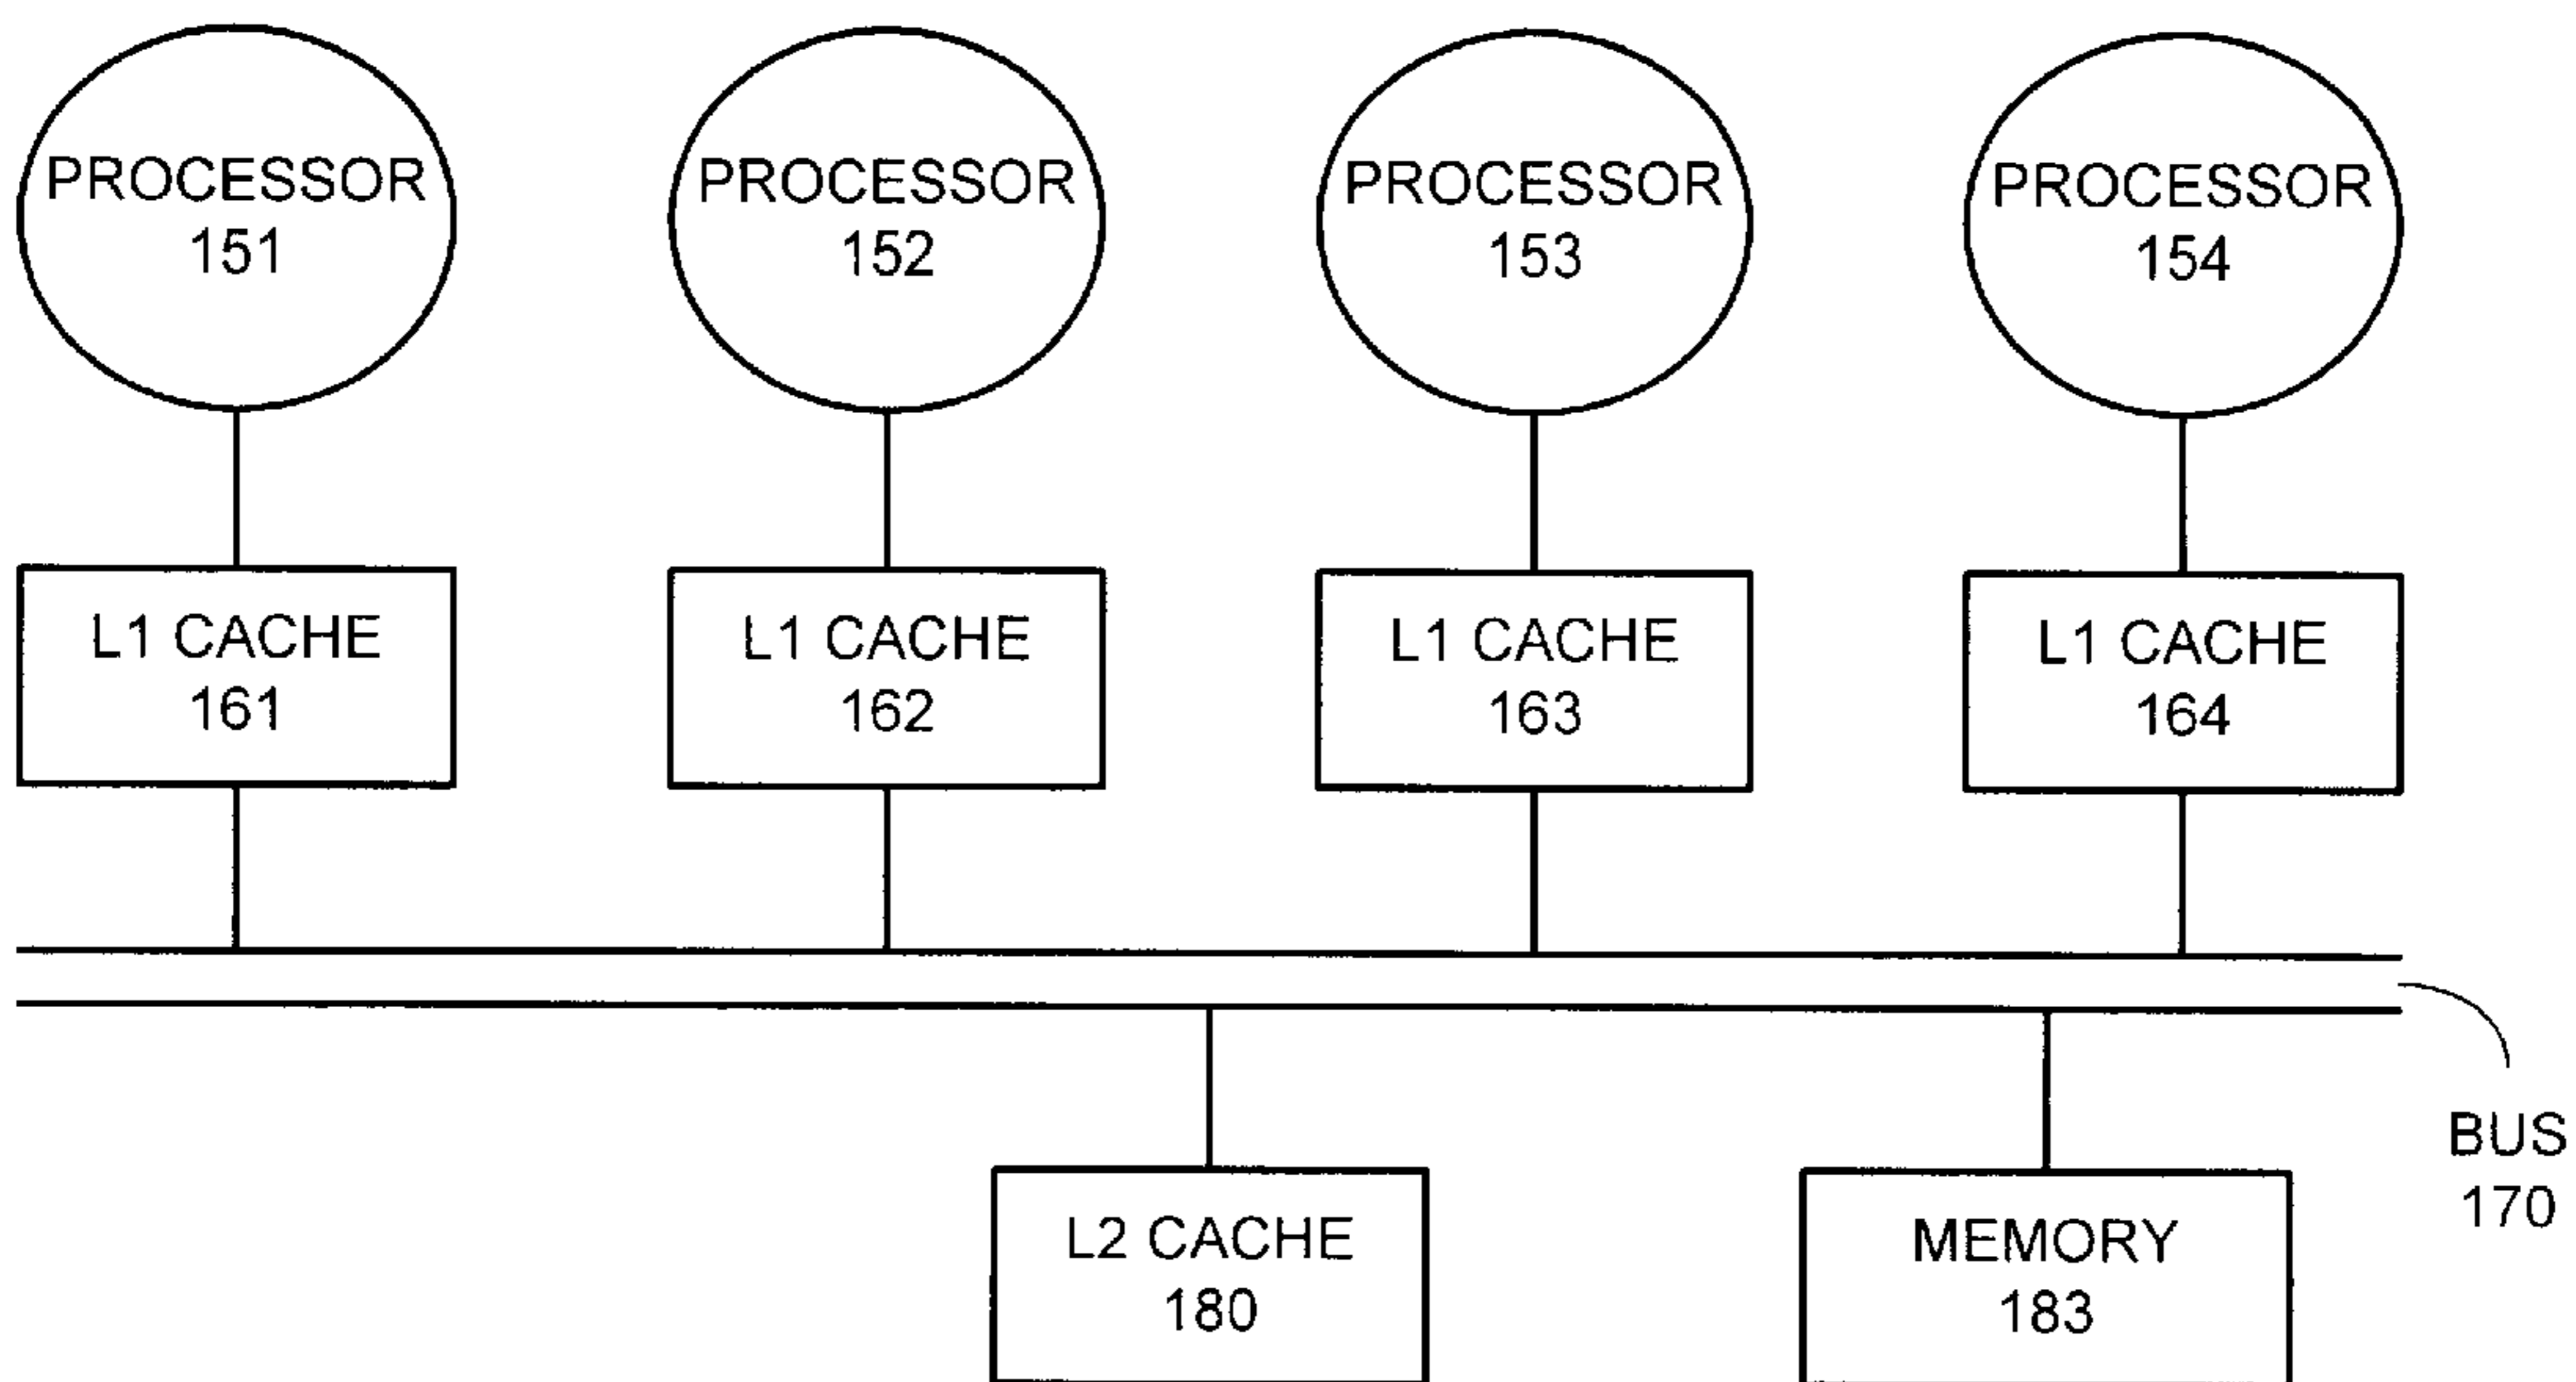 PROCESSOR
151
PROCESSOR
152
PROCESSOR
153
PROCESSOR
154
L1 CACHE
161
L1 CACHE
162
L1 CACHE
163
L1 CACHE
164
BUS
170
L2 CACHE
180
MEMORY
183